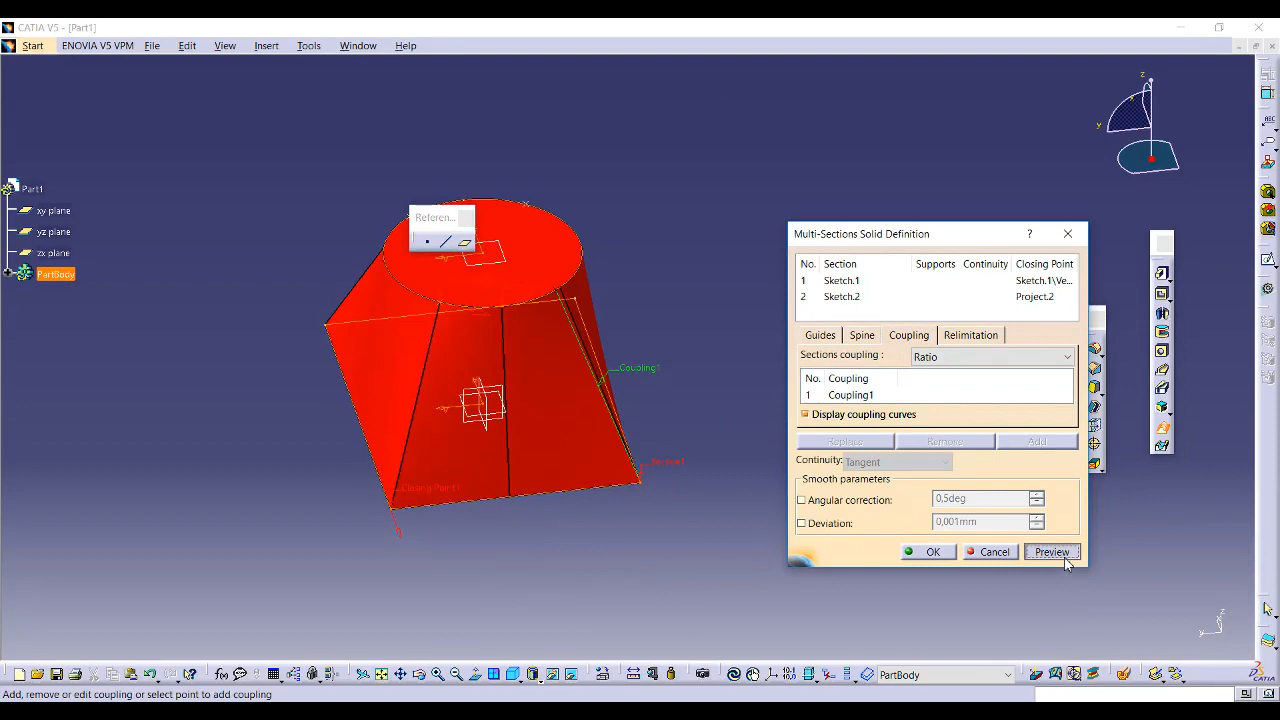 CATIA V5 - [Part1]
Start ENOVIA V5 VPM File Edit View Insert Tools Window Help
z
y
Part1
xy plane
yz plane
zx plane
PartBody
Referen...
Coupling1
Closing Point1
Multi-Sections Solid Definition ?
No. Section Supports Continuity Closing Point
1 Sketch.1 Sketch.1\Ve...
2 Sketch.2 Project.2
Guides Spine Coupling Relimitation
Sections coupling : Ratio
No. Coupling
1 Coupling1
Display coupling curves
Replace Remove Add
Continuity: Tangent
Smooth parameters
Angular correction: 0,5deg
Deviation: 0,001mm
OK Cancel Preview
ABC
z
y
PartBody
CATIA
Add, remove or edit coupling or select point to add coupling